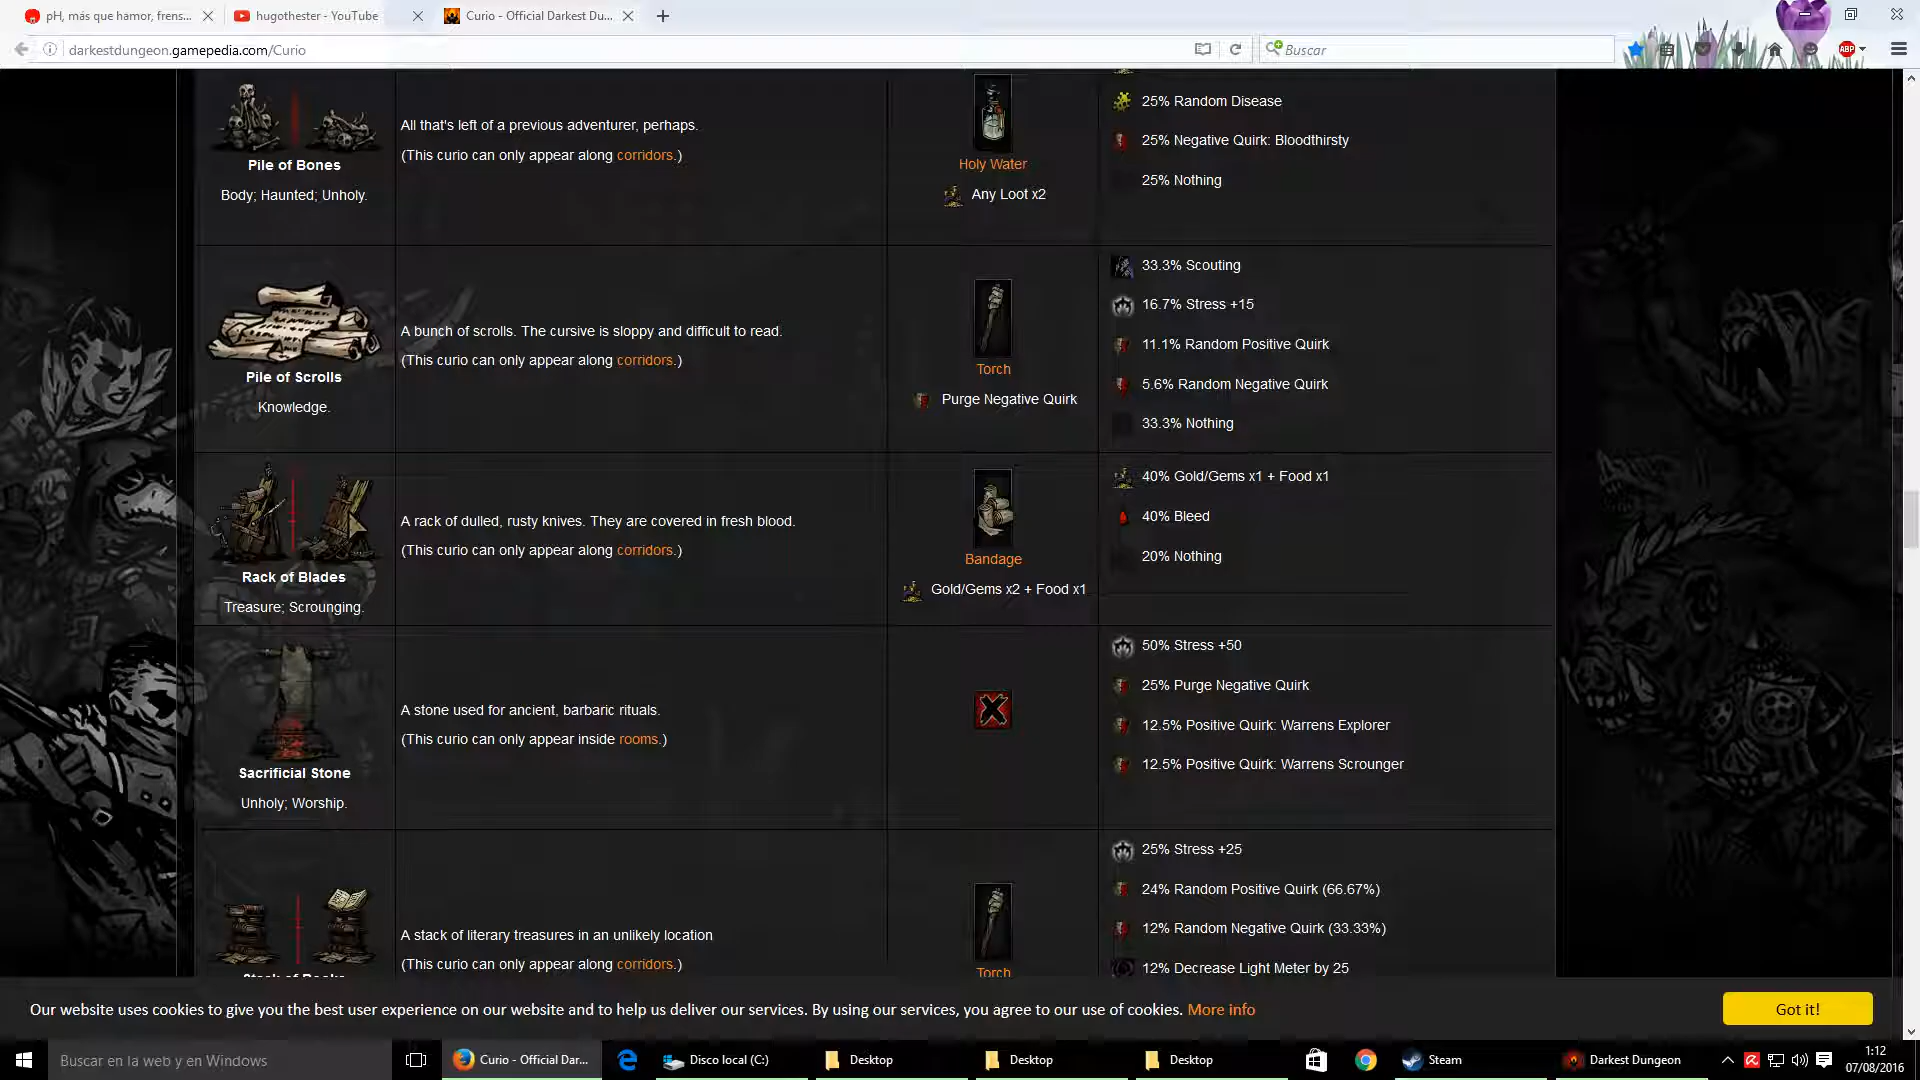 pH, más que hamor, frens...
hugothester - YouTube
Curio - Official Darkest Du...
darkestdungeon.gamepedia.com/Curio
Buscar
ABP
Pile of Bones
Body; Haunted; Unholy.
All that's left of a previous adventurer, perhaps.
(This curio can only appear along corridors.)
Holy Water
Any Loot x2
25% Random Disease
25% Negative Quirk: Bloodthirsty
25% Nothing
Pile of Scrolls
Knowledge.
A bunch of scrolls. The cursive is sloppy and difficult to read.
(This curio can only appear along corridors.)
Torch
Purge Negative Quirk
33.3% Scouting
16.7% Stress +15
11.1% Random Positive Quirk
5.6% Random Negative Quirk
33.3% Nothing
Rack of Blades
Treasure; Scrounging.
A rack of dulled, rusty knives. They are covered in fresh blood.
(This curio can only appear along corridors.)
Bandage
Gold/Gems x2 + Food x1
40% Gold/Gems x1 + Food x1
40% Bleed
20% Nothing
Sacrificial Stone
Unholy; Worship.
A stone used for ancient, barbaric rituals.
(This curio can only appear inside rooms.)
50% Stress +50
25% Purge Negative Quirk
12.5% Positive Quirk: Warrens Explorer
12.5% Positive Quirk: Warrens Scrounger
A stack of literary treasures in an unlikely location
(This curio can only appear along corridors.)
Torch
25% Stress +25
24% Random Positive Quirk (66.67%)
12% Random Negative Quirk (33.33%)
12% Decrease Light Meter by 25
Our website uses cookies to give you the best user experience on our website and to help us deliver our services. By using our services, you agree to our use of cookies. More info
Got it!
Buscar en la web y en Windows
Curio - Official Dar...
Disco local (C:)
Desktop
Desktop
Desktop
Steam
Darkest Dungeon
1:12
07/08/2016